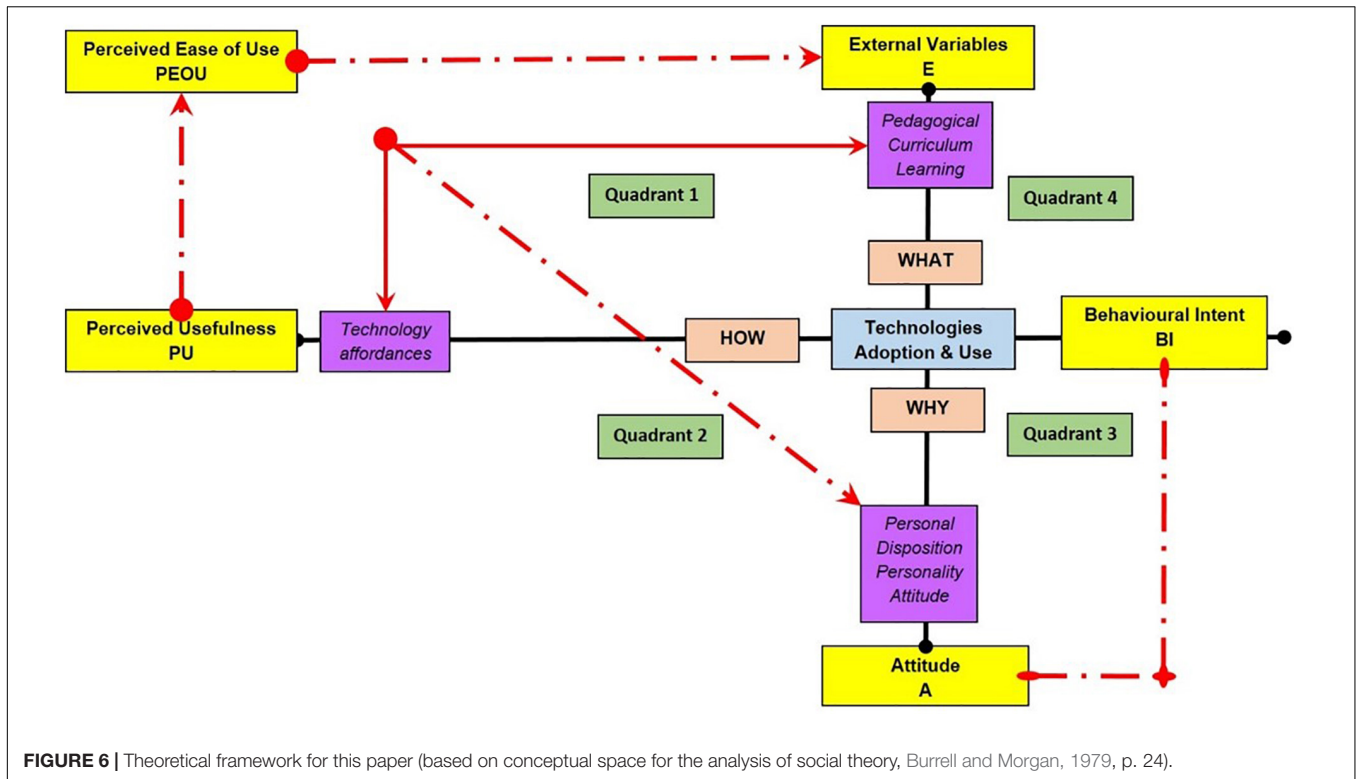 Perceived Ease of Use
PEOU
External Variables
E
Pedagogical
Curriculum
Learning
Quadrant 1
Quadrant 4
WHAT
Perceived Usefulness
PU
Technology
affordances
HOW
Technologies
Adoption & Use
Behavioural Intent
BI
WHY
Quadrant 2
Quadrant 3
Personal
Disposition
Personality
Attitude
Attitude
A
FIGURE 6 | Theoretical framework for this paper (based on conceptual space for the analysis of social theory, Burrell and Morgan, 1979, p. 24).